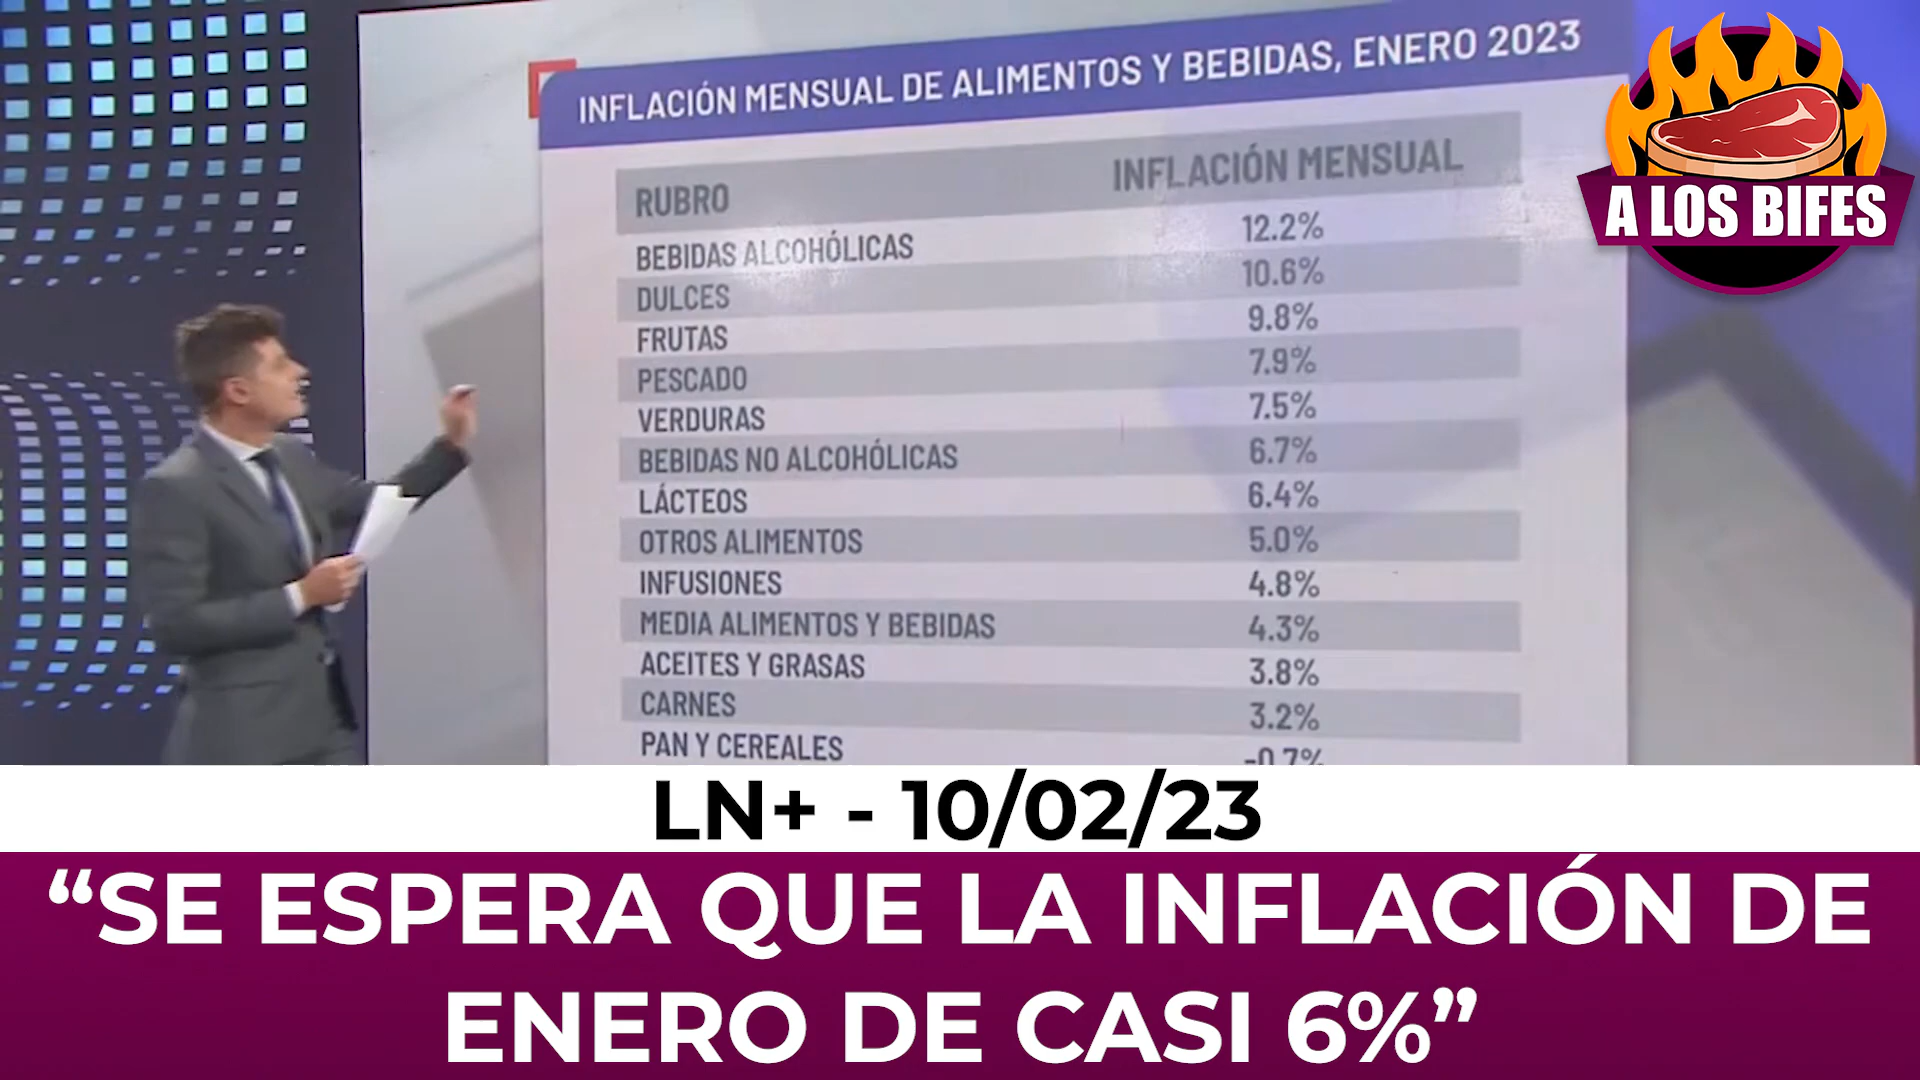 INFLACIÓN MENSUAL DE ALIMENTOS Y BEBIDAS, ENERO 2023
RUBRO INFLACIÓN MENSUAL
BEBIDAS ALCOHÓLICAS 12.2%
DULCES 10.6%
FRUTAS 9.8%
PESCADO 7.9%
VERDURAS 7.5%
BEBIDAS NO ALCOHÓLICAS 6.7%
LÁCTEOS 6.4%
OTROS ALIMENTOS 5.0%
INFUSIONES 4.8%
MEDIA ALIMENTOS Y BEBIDAS 4.3%
ACEITES Y GRASAS 3.8%
CARNES 3.2%
PAN Y CEREALES -0.7%
A LOS BIFES
LN+ - 10/02/23
“SE ESPERA QUE LA INFLACIÓN DE
ENERO DE CASI 6%”